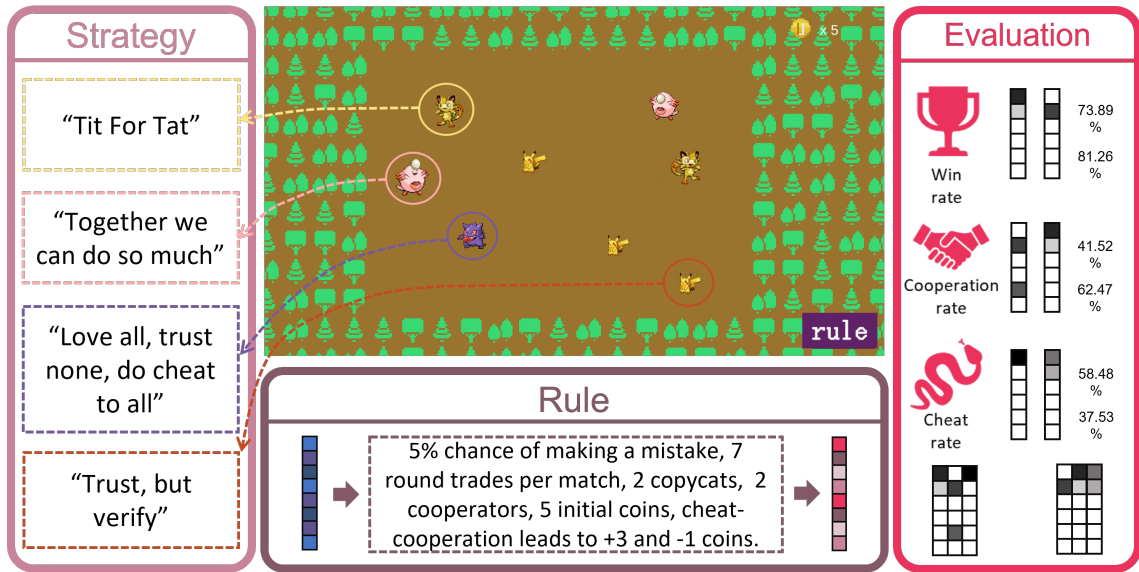 Strategy
“Tit For Tat”
“Together we
can do so much”
“Love all, trust
none, do cheat
to all”
“Trust, but
verify”
x 5
rule
Rule
5% chance of making a mistake, 7
round trades per match, 2 copycats, 2
cooperators, 5 initial coins, cheat-
cooperation leads to +3 and -1 coins.
Evaluation
Win
rate
73.89
%
81.26
%
Cooperation
rate
41.52
%
62.47
%
Cheat
rate
58.48
%
37.53
%